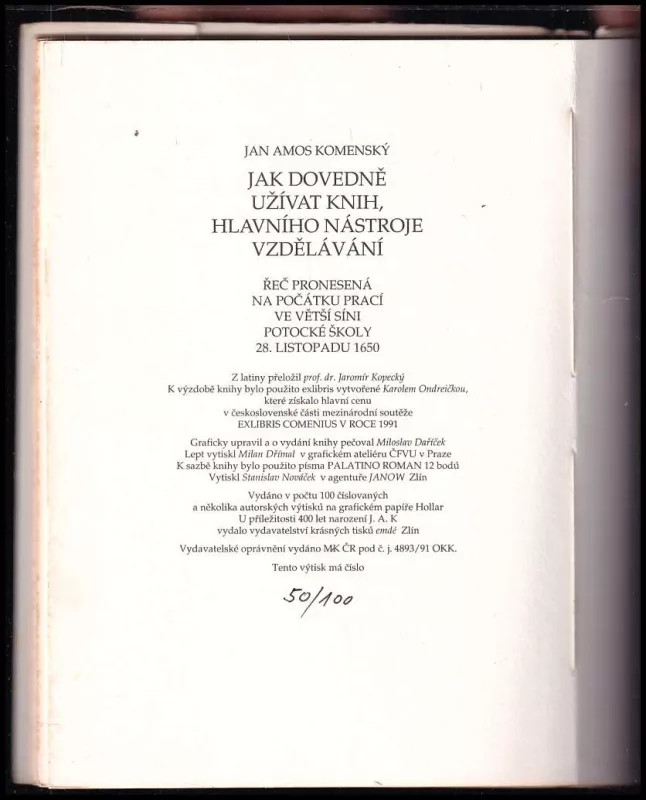 JAN AMOS KOMENSKÝ
JAK DOVEDNĚ
UŽÍVAT KNIH,
HLAVNÍHO NÁSTROJE
VZDĚLÁVÁNÍ
ŘEČ PRONESENÁ
NA POČÁTKU PRACÍ
VE VĚTŠÍ SÍNI
POTOCKÉ ŠKOLY
28. LISTOPADU 1650
Z latiny přeložil prof. dr. Jaromír Kopecký
K výzdobě knihy bylo použito exlibris vytvořené Karolem Ondreičkou,
které získalo hlavní cenu
v československé části mezinárodní soutěže
EXLIBRIS COMENIUS V ROCE 1991
Graficky upravil a o vydání knihy pečoval Miloslav Daříček
Lept vytiskl Milan Dřímal v grafickém ateliéru ČFVU v Praze
K sazbě knihy bylo použito písma PALATINO ROMAN 12 bodů
Vytiskl Stanislav Nováček v agentuře JANOW Zlín
Vydáno v počtu 100 číslovaných
a několika autorských výtisků na grafickém papíře Hollar
U příležitosti 400 let narození J. A. K
vydalo vydavatelství krásných tisků emdé Zlín
Vydavatelské oprávnění vydáno MK ČR pod č. j. 4893/91 OKK.
Tento výtisk má číslo
50/100